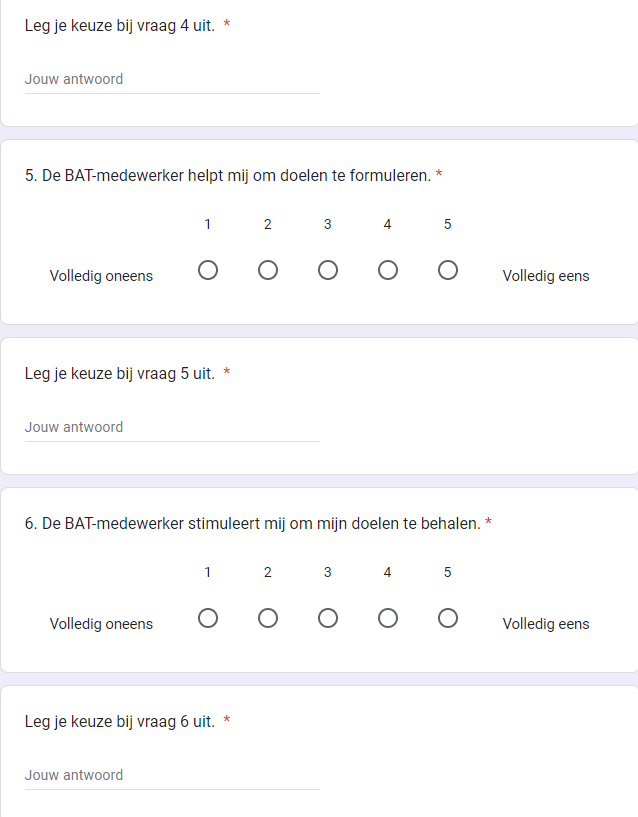 Leg je keuze bij vraag 4 uit. *
Jouw antwoord
5. De BAT-medewerker helpt mij om doelen te formuleren. *
1 2 3 4 5
Volledig oneens Volledig eens
Leg je keuze bij vraag 5 uit. *
Jouw antwoord
6. De BAT-medewerker stimuleert mij om mijn doelen te behalen. *
1 2 3 4 5
Volledig oneens Volledig eens
Leg je keuze bij vraag 6 uit. *
Jouw antwoord